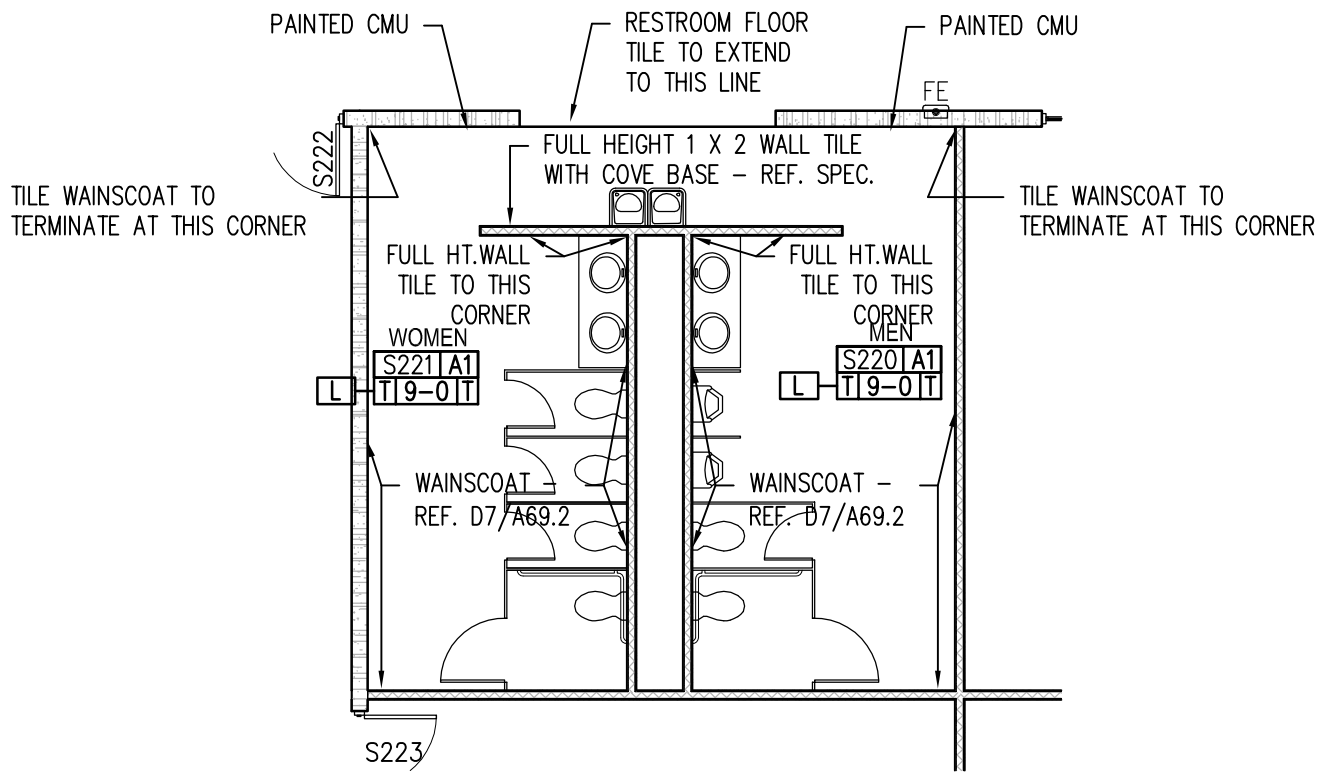 PAINTED CMU
RESTROOM FLOOR
TILE TO EXTEND
TO THIS LINE
PAINTED CMU
FE
S222
FULL HEIGHT 1 X 2 WALL TILE
WITH COVE BASE – REF. SPEC.
TILE WAINSCOAT TO
TERMINATE AT THIS CORNER
TILE WAINSCOAT TO
TERMINATE AT THIS CORNER
FULL HT.WALL
TILE TO THIS
CORNER
FULL HT.WALL
TILE TO THIS
CORNER
WOMEN
S221 A1
L T 9-0 T
MEN
S220 A1
L T 9-0 T
WAINSCOAT –
REF. D7/A69.2
WAINSCOAT –
REF. D7/A69.2
S223